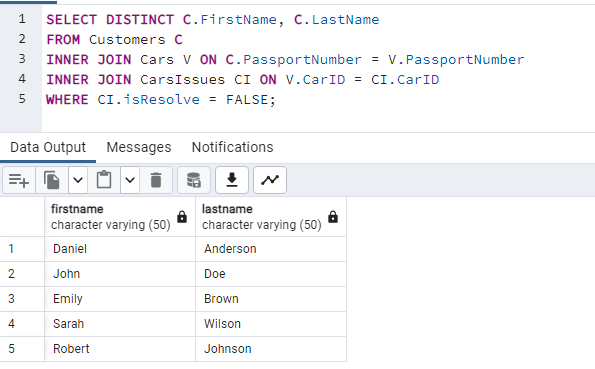 1 SELECT DISTINCT C.FirstName, C.LastName
2 FROM Customers C
3 INNER JOIN Cars V ON C.PassportNumber = V.PassportNumber
4 INNER JOIN CarsIssues CI ON V.CarID = CI.CarID
5 WHERE CI.isResolve = FALSE;
Data Output Messages Notifications
firstname lastname
character varying (50) character varying (50)
1 Daniel Anderson
2 John Doe
3 Emily Brown
4 Sarah Wilson
5 Robert Johnson